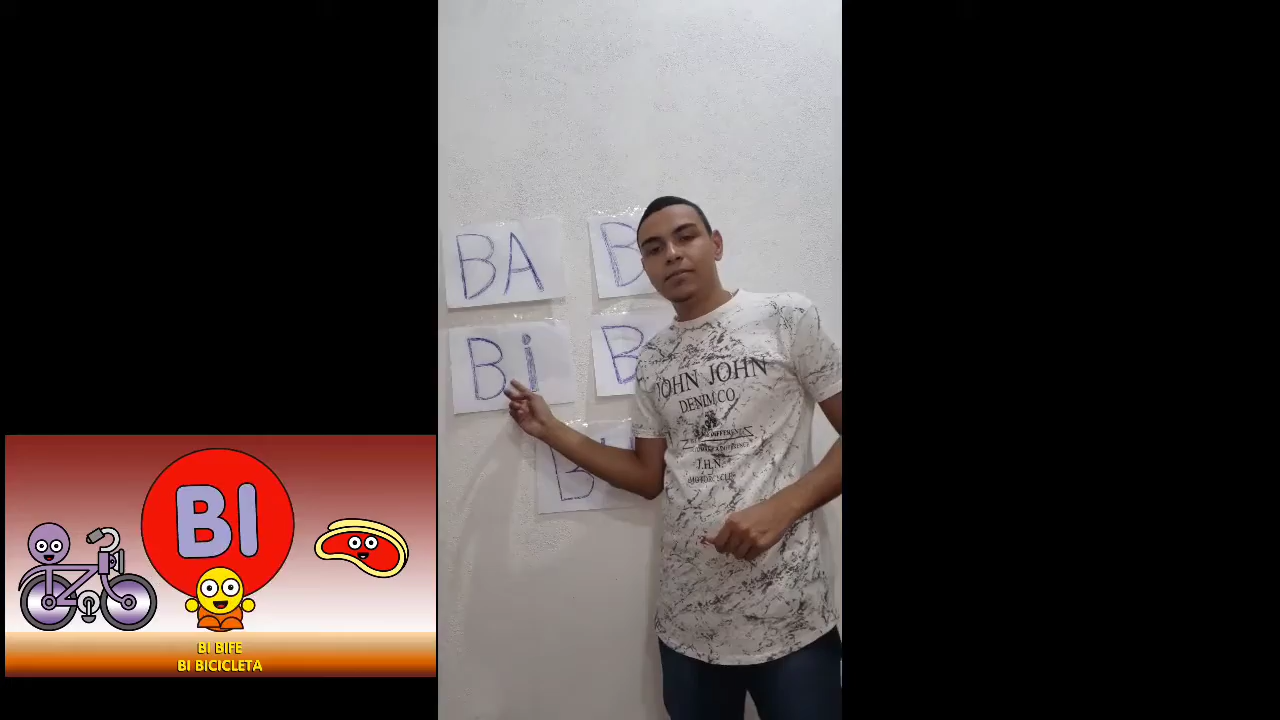 BA
B
Bi
B
B
JOHN JOHN
DENIM CO.
J.H.N.
BI
BI BIFE
BI BICICLETA